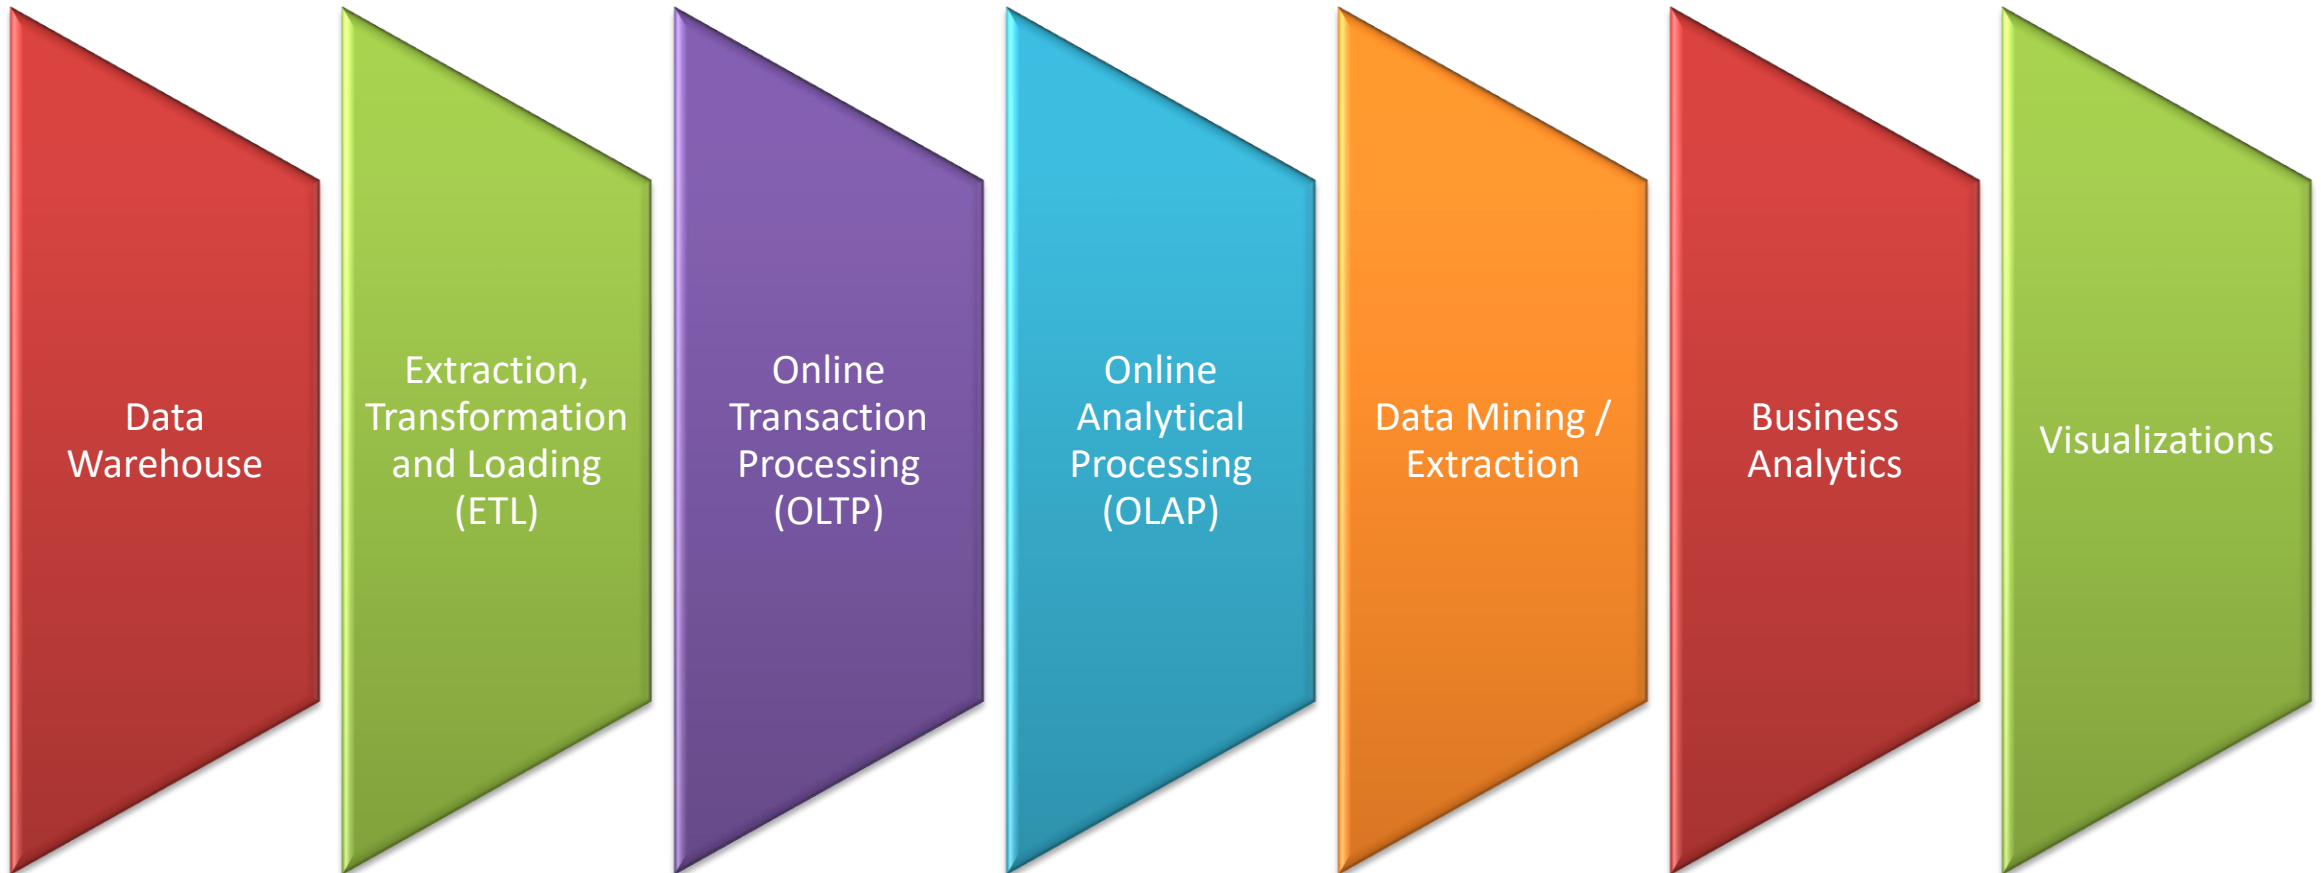 Data
Warehouse
Extraction,
Transformation
and Loading
(ETL)
Online
Transaction
Processing
(OLTP)
Online
Analytical
Processing
(OLAP)
Data Mining /
Extraction
Business
Analytics
Visualizations